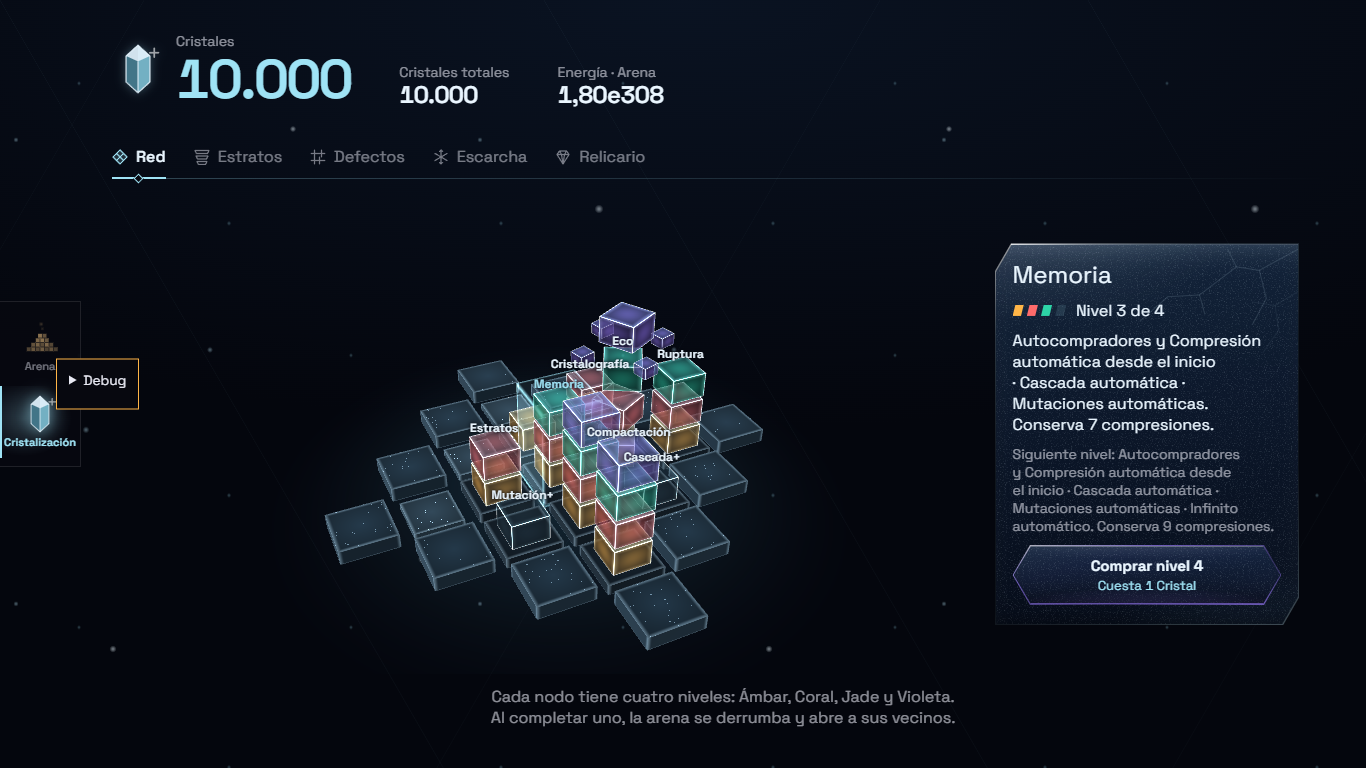 Cristales
10.000
Cristales totales
10.000
Energía · Arena
1,80e308
Red
Estratos
Defectos
Escarcha
Relicario
Arena
Debug
Cristalización
Eco
Ruptura
Cristalografía
Memoria
Estratos
Compactación
Cascada+
Mutación+
Memoria
Nivel 3 de 4
Autocompradores y Compresión
automática desde el inicio
· Cascada automática ·
Mutaciones automáticas.
Conserva 7 compresiones.
Siguiente nivel: Autocompradores
y Compresión automática desde
el inicio · Cascada automática ·
Mutaciones automáticas · Infinito
automático. Conserva 9 compresiones.
Comprar nivel 4
Cuesta 1 Cristal
Cada nodo tiene cuatro niveles: Ámbar, Coral, Jade y Violeta.
Al completar uno, la arena se derrumba y abre a sus vecinos.